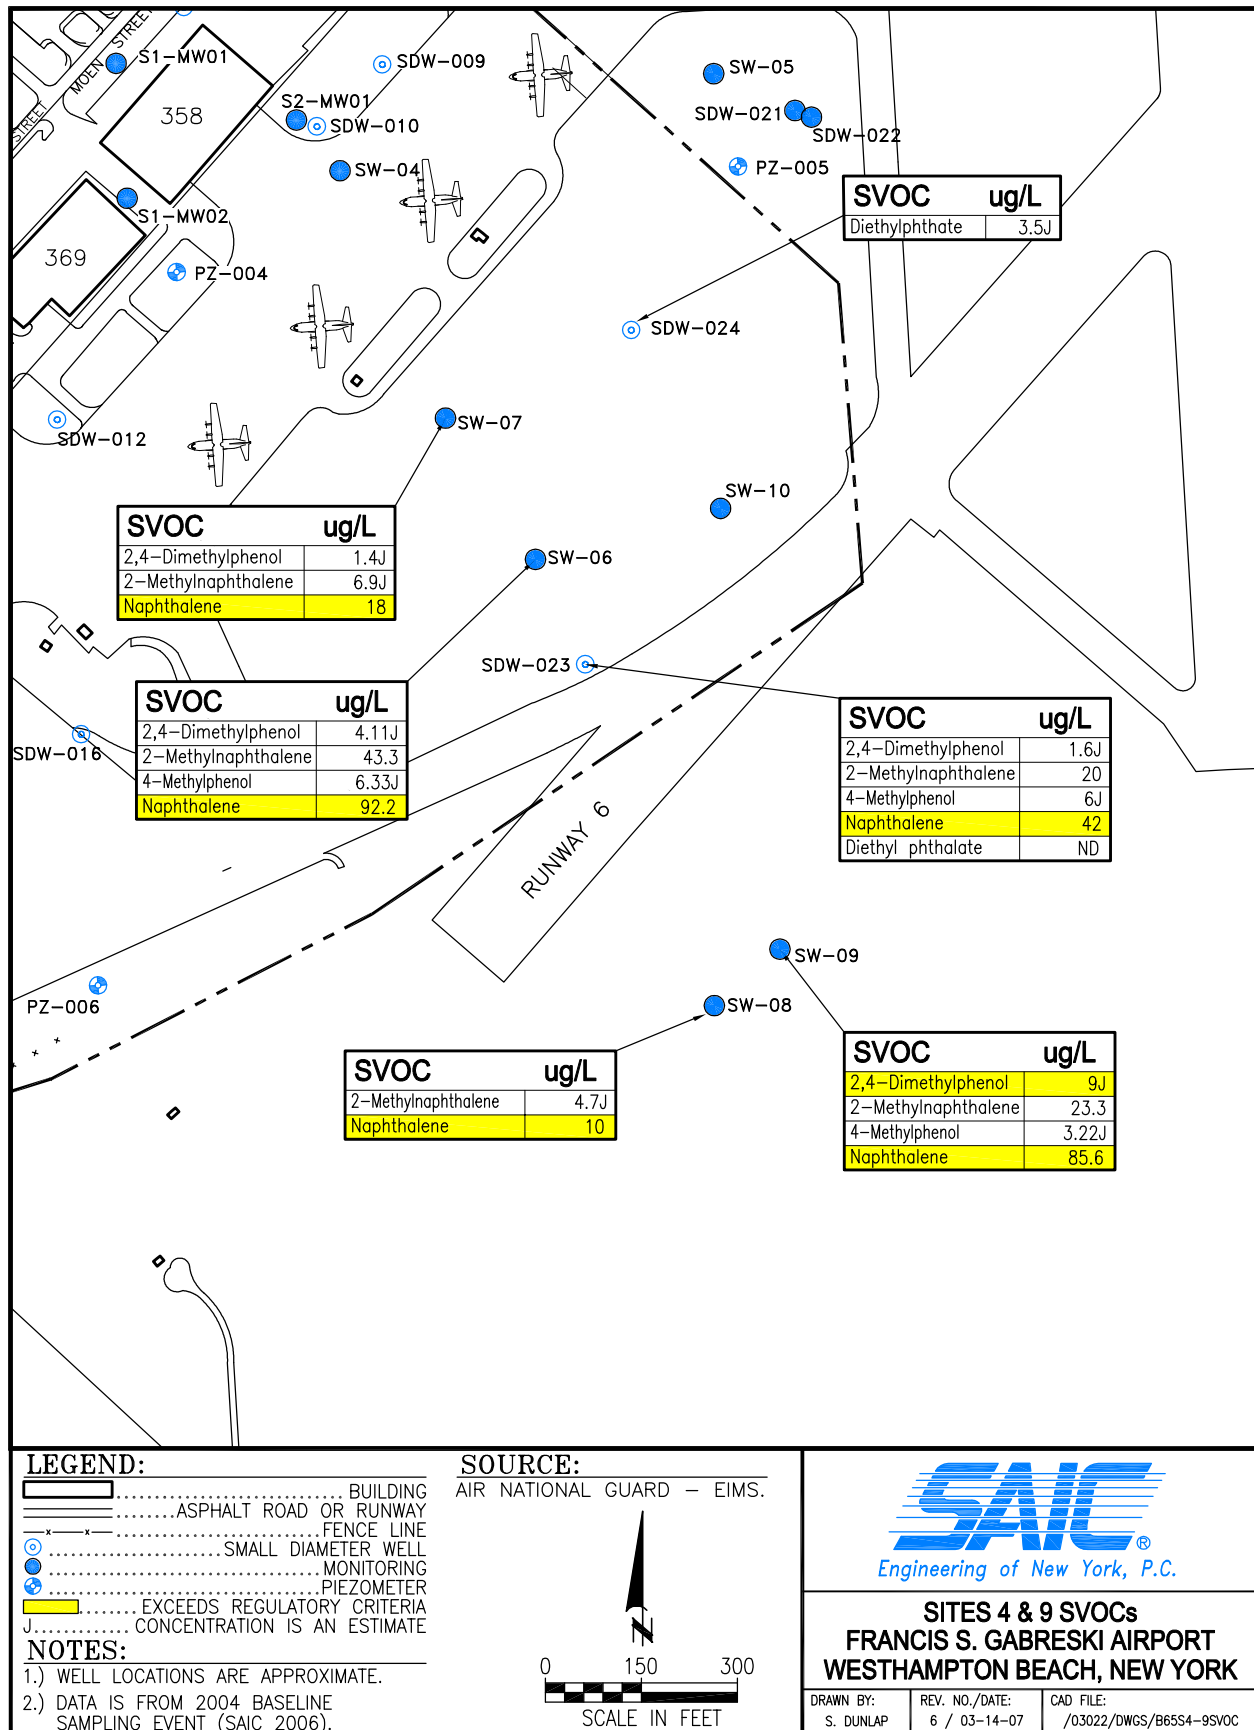 MOEN STREET
STREET
S1-MW01
358
S2-MW01
SDW-009
SDW-010
SW-04
S1-MW02
369
PZ-004
SDW-012
SW-05
SDW-021
SDW-022
PZ-005
SVOC ug/L
Diethylphthate 3.5J
SDW-024
SW-07
SW-10
SVOC ug/L
2,4-Dimethylphenol 1.4J
2-Methylnaphthalene 6.9J
Naphthalene 18
SW-06
SDW-023
SVOC ug/L
2,4-Dimethylphenol 4.11J
2-Methylnaphthalene 43.3
4-Methylphenol 6.33J
Naphthalene 92.2
SDW-016
SVOC ug/L
2,4-Dimethylphenol 1.6J
2-Methylnaphthalene 20
4-Methylphenol 6J
Naphthalene 42
Diethyl phthalate ND
RUNWAY 6
SW-09
PZ-006
SW-08
SVOC ug/L
2-Methylnaphthalene 4.7J
Naphthalene 10
SVOC ug/L
2,4-Dimethylphenol 9J
2-Methylnaphthalene 23.3
4-Methylphenol 3.22J
Naphthalene 85.6
LEGEND:
BUILDING
ASPHALT ROAD OR RUNWAY
x x FENCE LINE
SMALL DIAMETER WELL
MONITORING
PIEZOMETER
EXCEEDS REGULATORY CRITERIA
J............. CONCENTRATION IS AN ESTIMATE
NOTES:
1.) WELL LOCATIONS ARE APPROXIMATE.
2.) DATA IS FROM 2004 BASELINE
SAMPLING EVENT (SAIC 2006).
SOURCE:
AIR NATIONAL GUARD - EIMS.
N
0 150 300
SCALE IN FEET
SAIC®
Engineering of New York, P.C.
SITES 4 & 9 SVOCs
FRANCIS S. GABRESKI AIRPORT
WESTHAMPTON BEACH, NEW YORK
DRAWN BY:
S. DUNLAP
REV. NO./DATE:
6 / 03-14-07
CAD FILE:
/03022/DWGS/B65S4-9SVOC